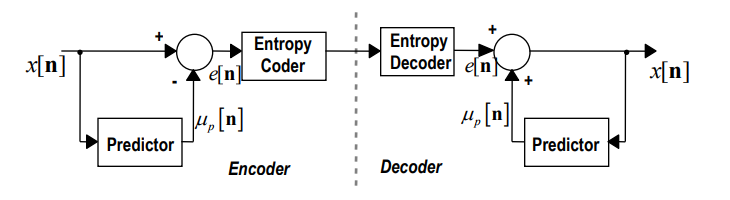 +
x[n]
-
e[n]
Entropy
Coder
μp[n]
Predictor
Encoder
Entropy
Decoder
e[n]
+
+
x[n]
μp[n]
Predictor
Decoder